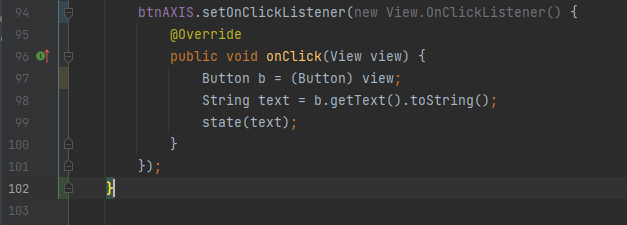 94 btnAXIS.setOnClickListener(new View.OnClickListener() {
95 @Override
96 public void onClick(View view) {
97 Button b = (Button) view;
98 String text = b.getText().toString();
99 state(text);
100 }
101 });
102 }
103